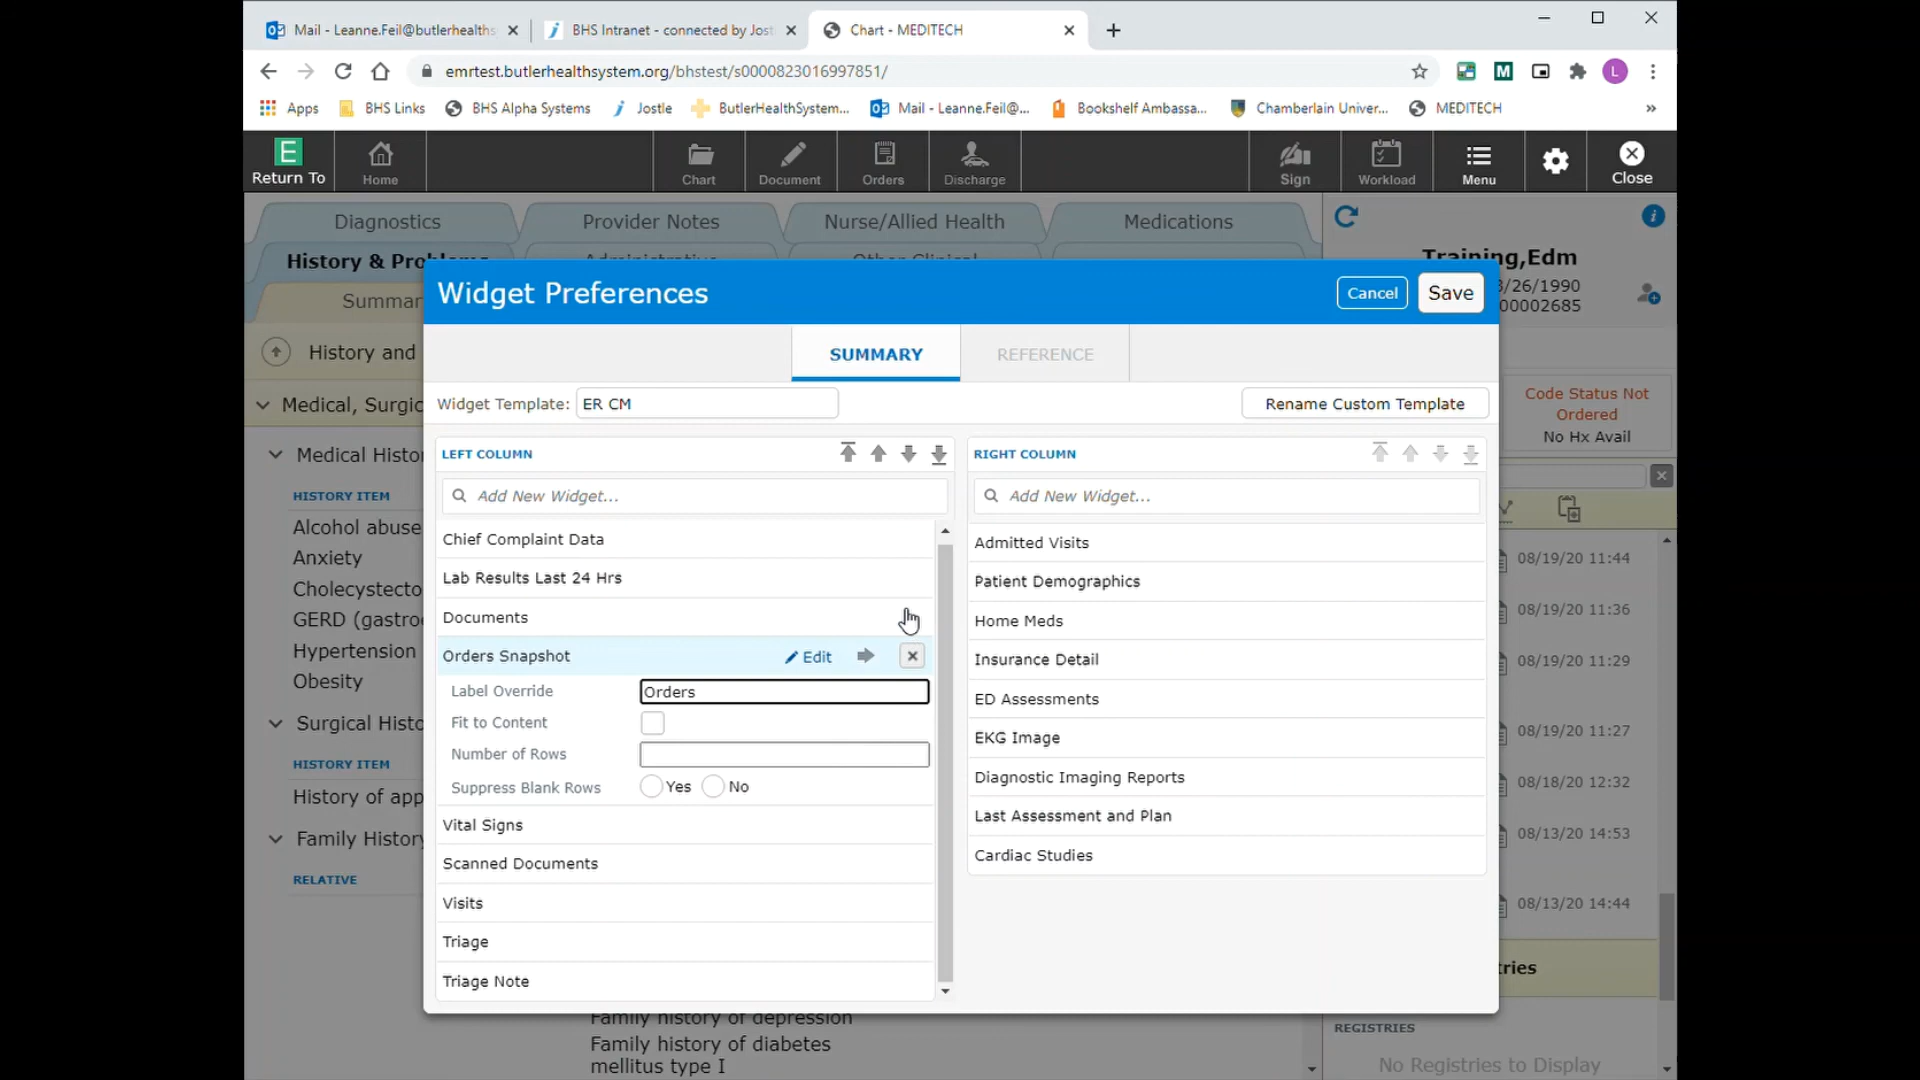 Mail - Leanne.Feil@butlerhealths
BHS Intranet - connected by Jost
Chart - MEDITECH
emrtest.butlerhealthsystem.org/bhstest/s0000823016997851/
M
L
Apps
BHS Links
BHS Alpha Systems
Jostle
ButlerHealthSystem...
Mail - Leanne.Feil@...
Bookshelf Ambassa...
Chamberlain Univer...
MEDITECH
»
E
Return To
Home
Chart
Document
Orders
Discharge
Sign
Workload
Menu
Close
Diagnostics
Provider Notes
Nurse/Allied Health
Medications
History & Pro
Summar
Training,Edm
3/26/1990
00002685
Widget Preferences
Cancel
Save
History and
SUMMARY
REFERENCE
Medical, Surgic
Widget Template:
ER CM
Rename Custom Template
Code Status Not
Ordered
No Hx Avail
Medical Histo
LEFT COLUMN
RIGHT COLUMN
HISTORY ITEM
Add New Widget...
Add New Widget...
Alcohol abuse
Anxiety
Cholecystecto
GERD (gastro
Hypertension
Obesity
Surgical Histo
HISTORY ITEM
History of app
Family History
RELATIVE
Chief Complaint Data
Lab Results Last 24 Hrs
Documents
Orders Snapshot
Edit
Label Override
Orders
Fit to Content
Number of Rows
Suppress Blank Rows
Yes
No
Vital Signs
Scanned Documents
Visits
Triage
Triage Note
Admitted Visits
Patient Demographics
Home Meds
Insurance Detail
ED Assessments
EKG Image
Diagnostic Imaging Reports
Last Assessment and Plan
Cardiac Studies
08/19/20 11:44
08/19/20 11:36
08/19/20 11:29
08/19/20 11:27
08/18/20 12:32
08/13/20 14:53
08/13/20 14:44
tries
REGISTRIES
No Registries to Display
Family history of depression
Family history of diabetes
mellitus type I